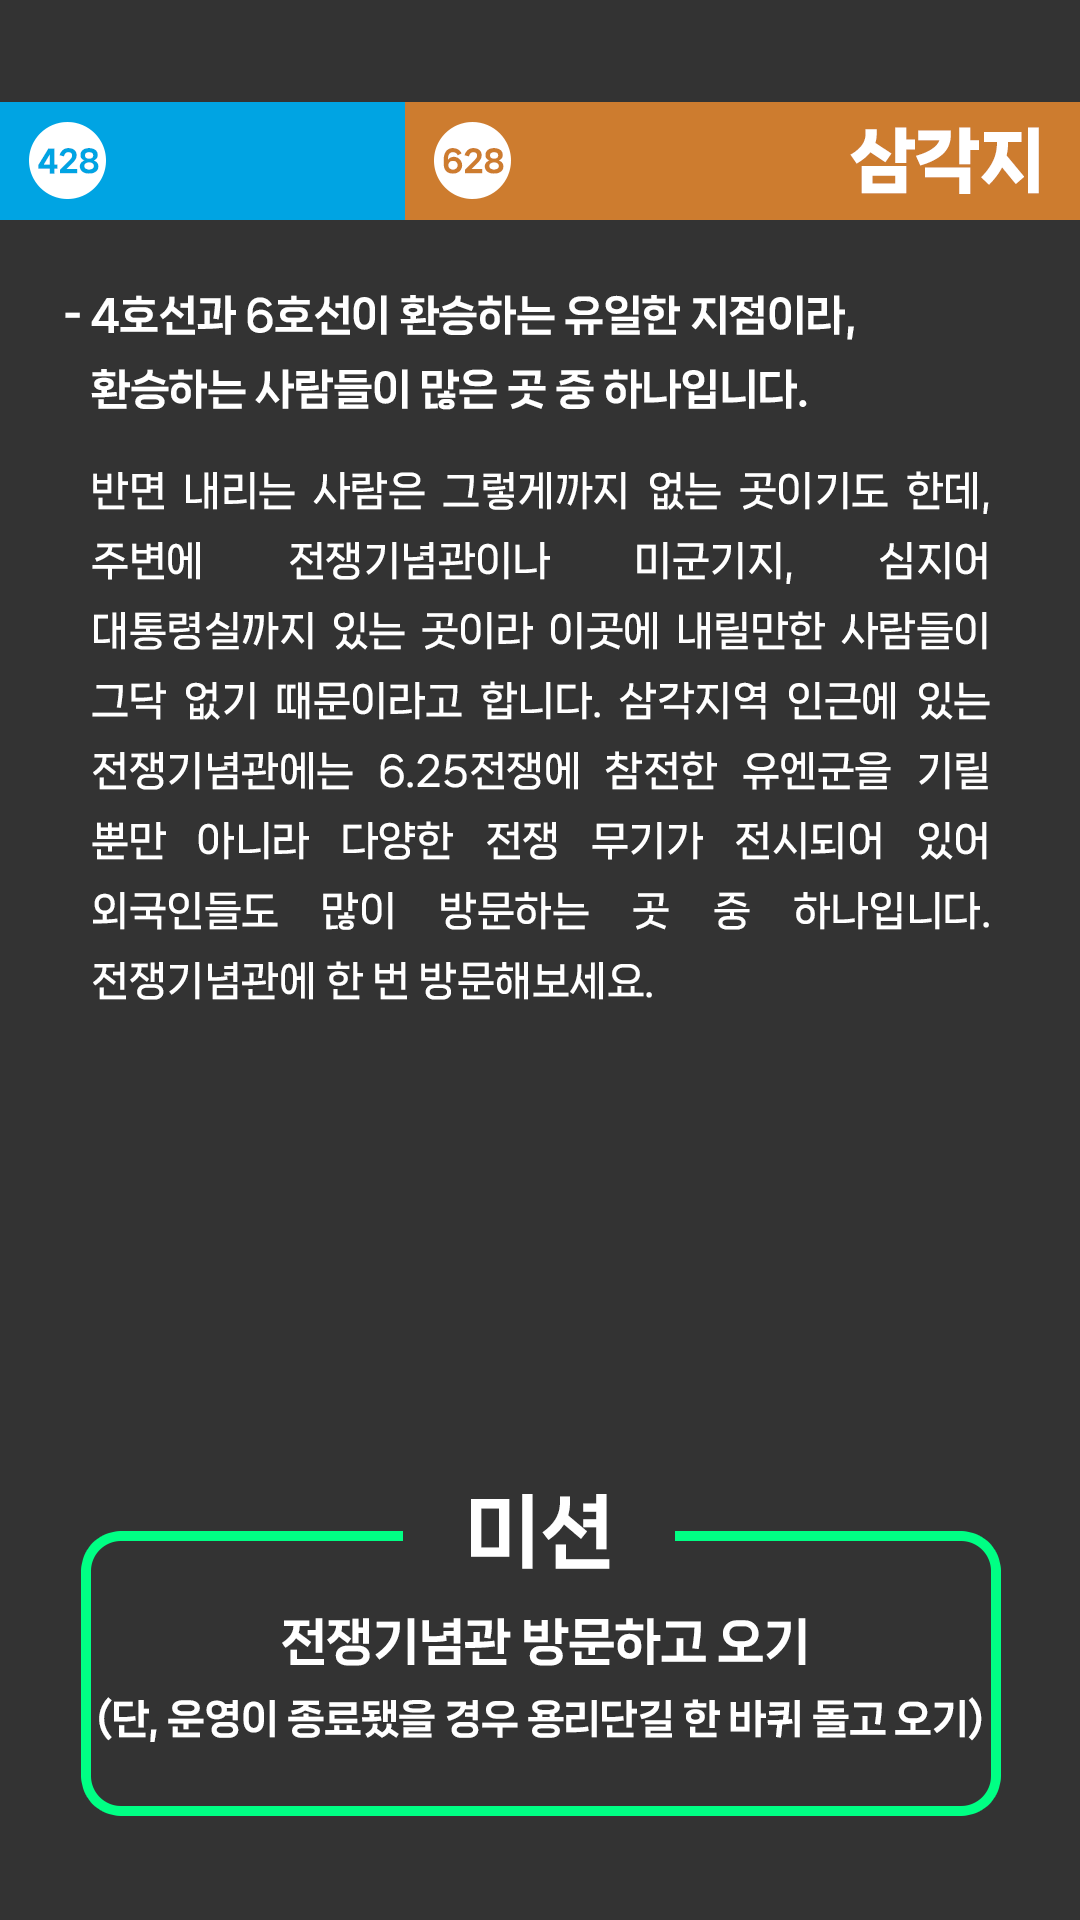 428
628
삼각지
- 4호선과 6호선이 환승하는 유일한 지점이라,
환승하는 사람들이 많은 곳 중 하나입니다.
반면 내리는 사람은 그렇게까지 없는 곳이기도 한데,
주변에 전쟁기념관이나 미군기지, 심지어
대통령실까지 있는 곳이라 이곳에 내릴만한 사람들이
그닥 없기 때문이라고 합니다. 삼각지역 인근에 있는
전쟁기념관에는 6.25전쟁에 참전한 유엔군을 기릴
뿐만 아니라 다양한 전쟁 무기가 전시되어 있어
외국인들도 많이 방문하는 곳 중 하나입니다.
전쟁기념관에 한 번 방문해보세요.
미션
전쟁기념관 방문하고 오기
(단, 운영이 종료됐을 경우 용리단길 한 바퀴 돌고 오기)